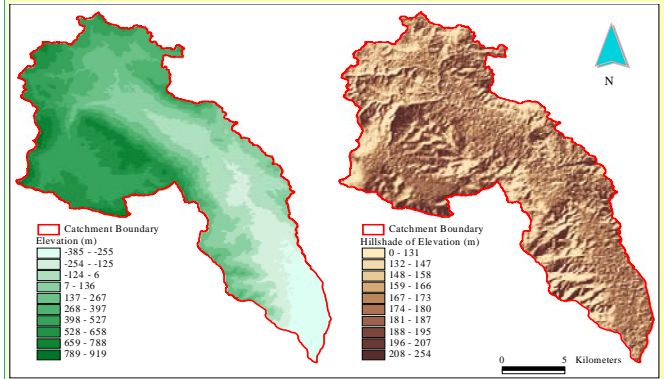 N
Catchment Boundary
Elevation (m)
-385 - -255
-254 - -125
-124 - 6
7 - 136
137 - 267
268 - 397
398 - 527
528 - 658
659 - 788
789 - 919
Catchment Boundary
Hillshade of Elevation (m)
0 - 131
132 - 147
148 - 158
159 - 166
167 - 173
174 - 180
181 - 187
188 - 195
196 - 207
208 - 254
0 5 Kilometers